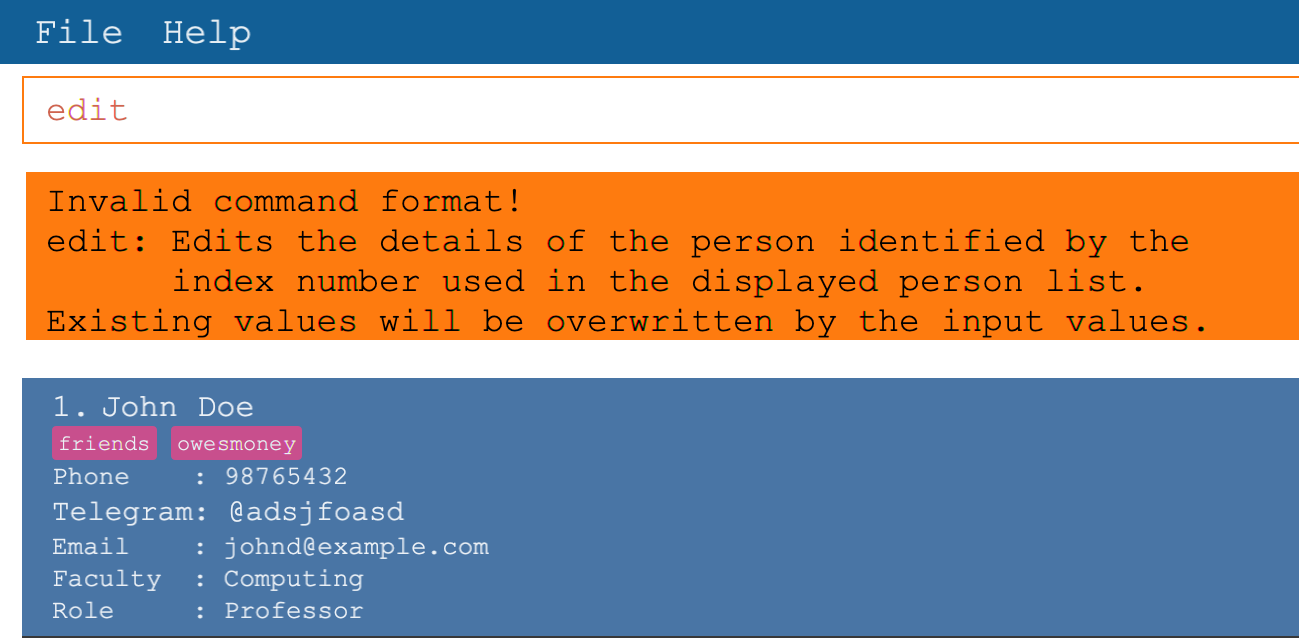 File Help
edit
Invalid command format!
edit: Edits the details of the person identified by the
index number used in the displayed person list.
Existing values will be overwritten by the input values.
1. John Doe
friends owesmoney
Phone : 98765432
Telegram: @adsjfoasd
Email : johnd@example.com
Faculty : Computing
Role : Professor